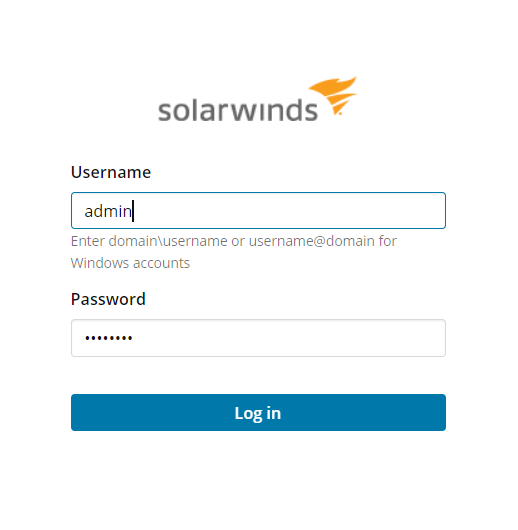 solarwinds
Username
admin
Enter domain\username or username@domain for
Windows accounts
Password
••••••••
Log in